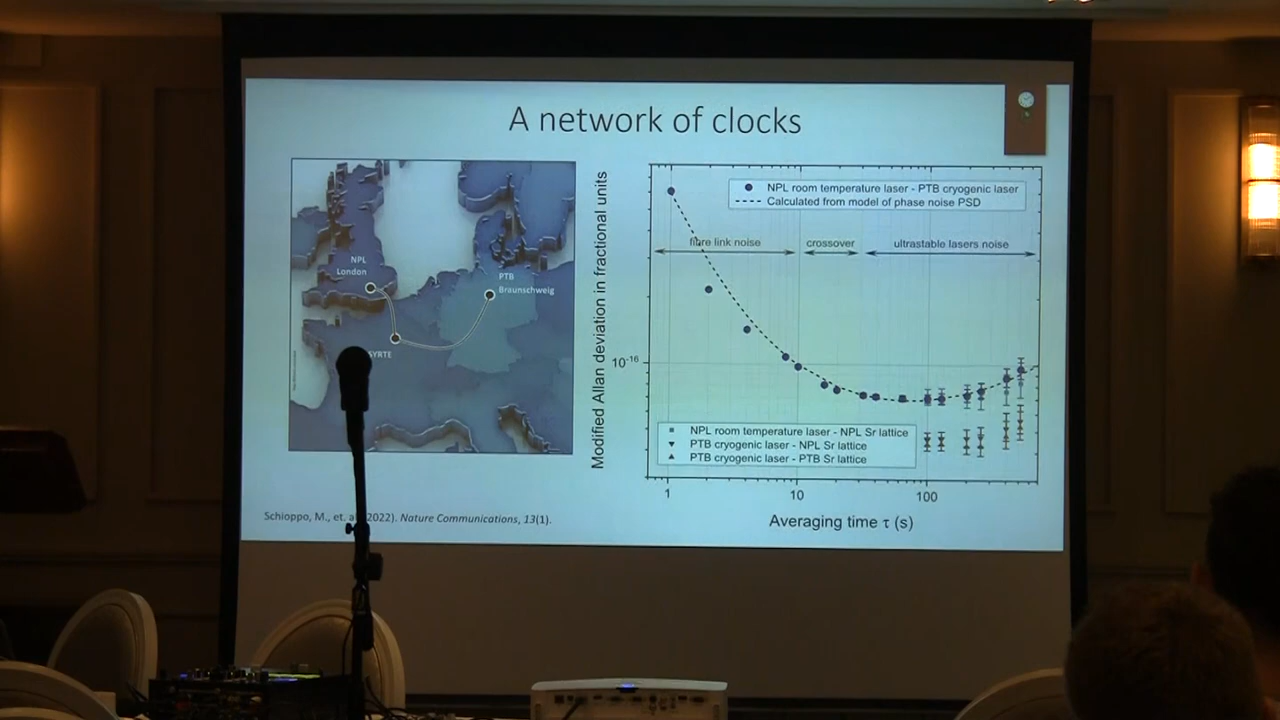 A network of clocks
NPL
London
PTB
Braunschweig
SYRTE
Schioppo, M., et. al (2022). Nature Communications, 13(1).
Modified Allan deviation in fractional units
NPL room temperature laser - PTB cryogenic laser
Calculated from model of phase noise PSD
fibre link noise
crossover
ultrastable lasers noise
10-16
NPL room temperature laser - NPL Sr lattice
PTB cryogenic laser - NPL Sr lattice
PTB cryogenic laser - PTB Sr lattice
1 10 100
Averaging time τ (s)